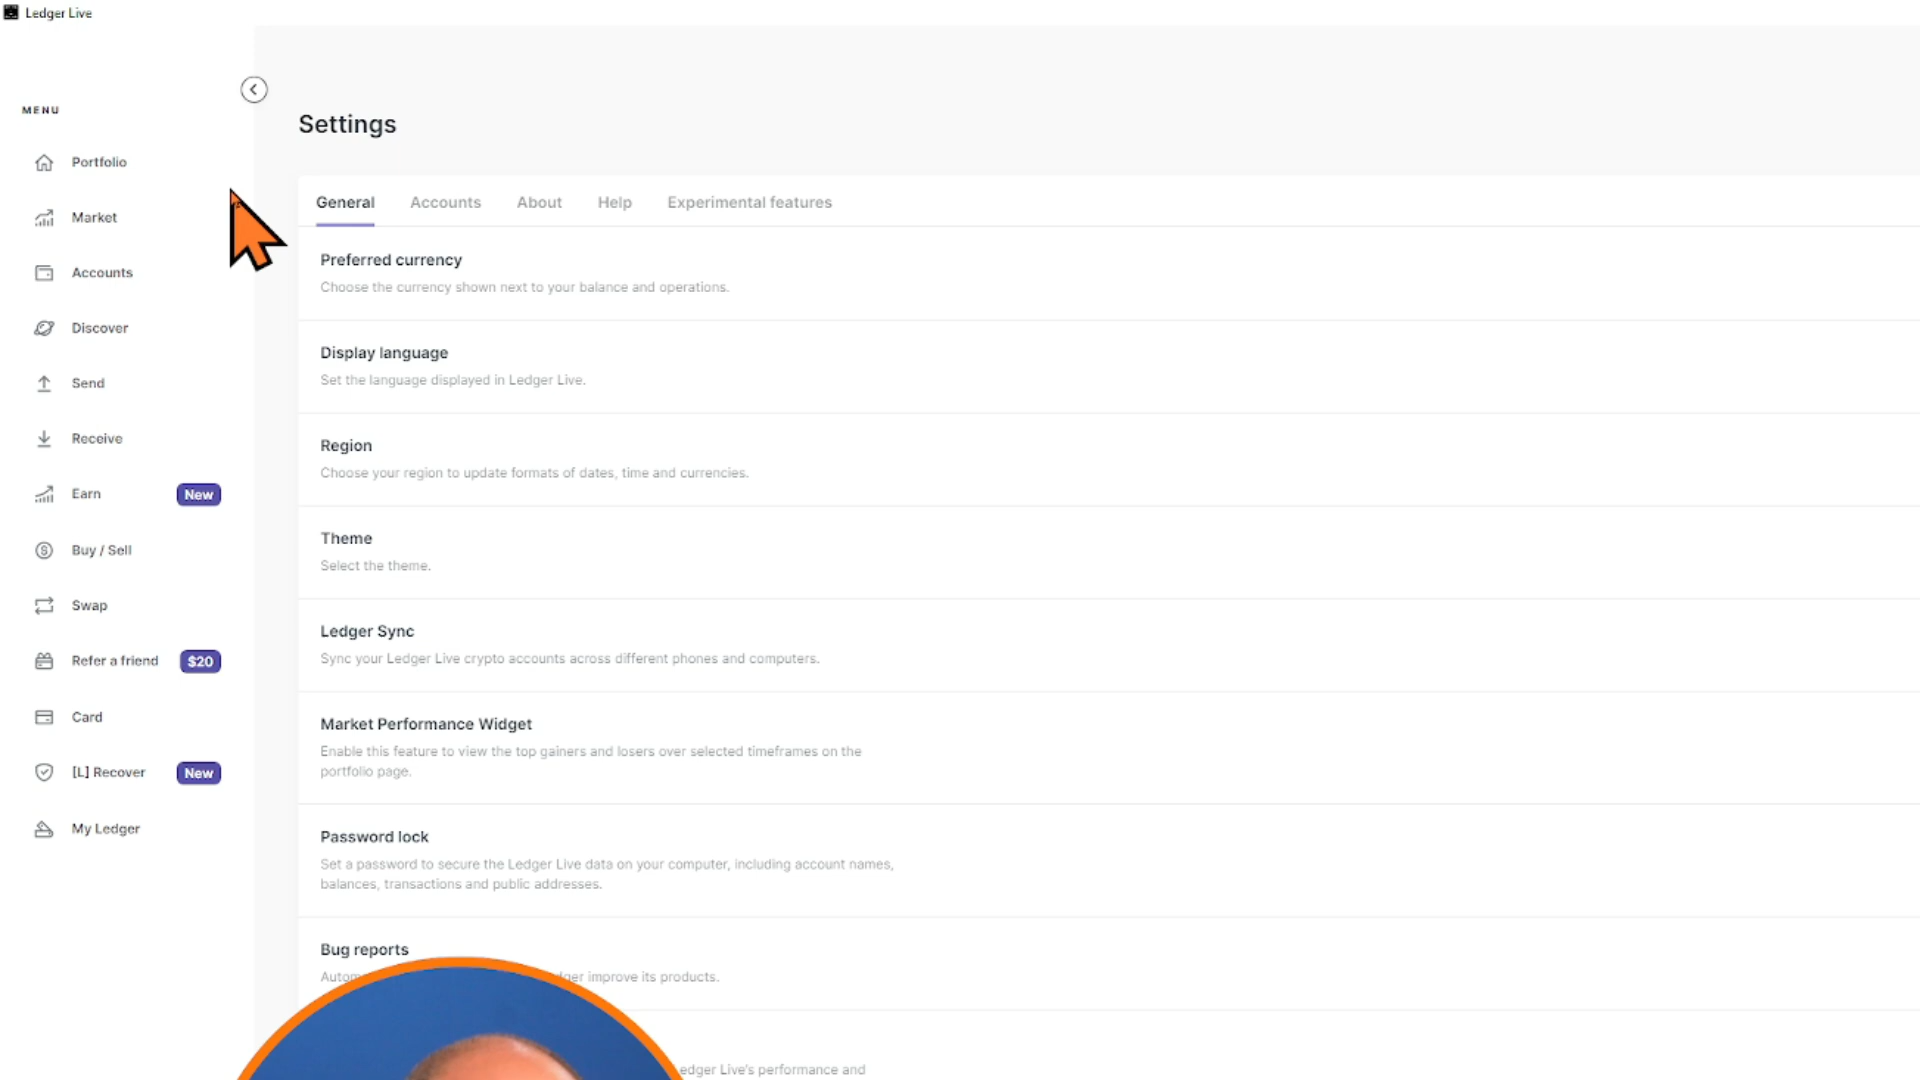 Ledger Live
MENU
Portfolio
Market
Accounts
Discover
Send
Receive
Earn New
Buy / Sell
Swap
Refer a friend $20
Card
[L] Recover New
My Ledger
Settings
General Accounts About Help Experimental features
Preferred currency
Choose the currency shown next to your balance and operations.
Display language
Set the language displayed in Ledger Live.
Region
Choose your region to update formats of dates, time and currencies.
Theme
Select the theme.
Ledger Sync
Sync your Ledger Live crypto accounts across different phones and computers.
Market Performance Widget
Enable this feature to view the top gainers and losers over selected timeframes on the
portfolio page.
Password lock
Set a password to secure the Ledger Live data on your computer, including account names,
balances, transactions and public addresses.
Bug reports
improve its products.
Live's performance and